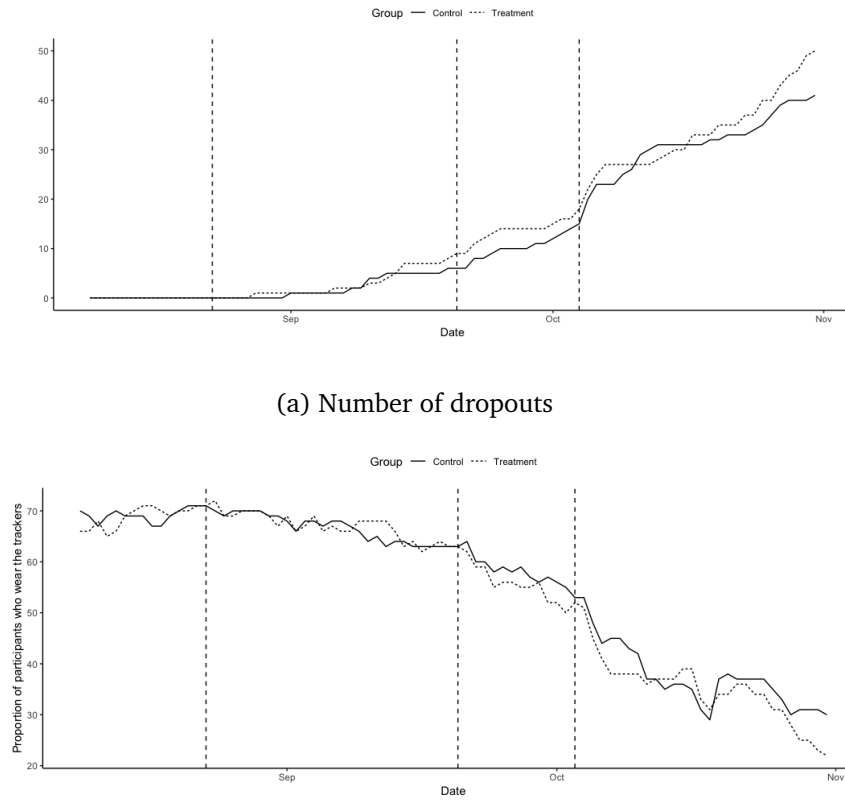 Group Control Treatment
50
40
30
20
10
0
Sep Oct Nov
Date
(a) Number of dropouts
Group Control Treatment
Proportion of participants who wear the trackers
70
60
50
40
30
20
Sep Oct Nov
Date